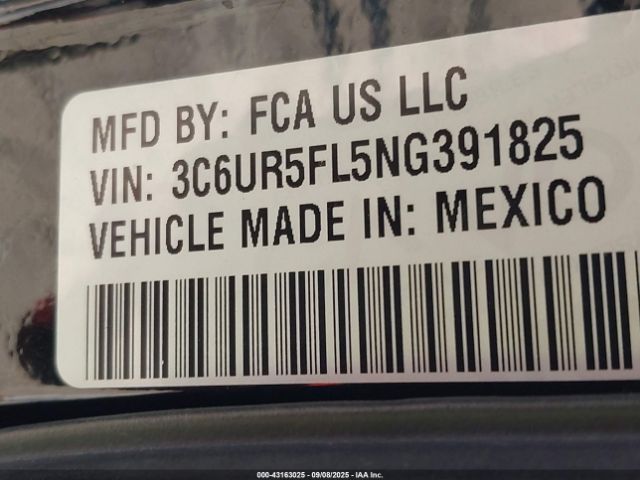 MFD BY: FCA US LLC
VIN: 3C6UR5FL5NG391825
VEHICLE MADE IN: MEXICO
000-43163025 - 09/08/2025 - IAA Inc.